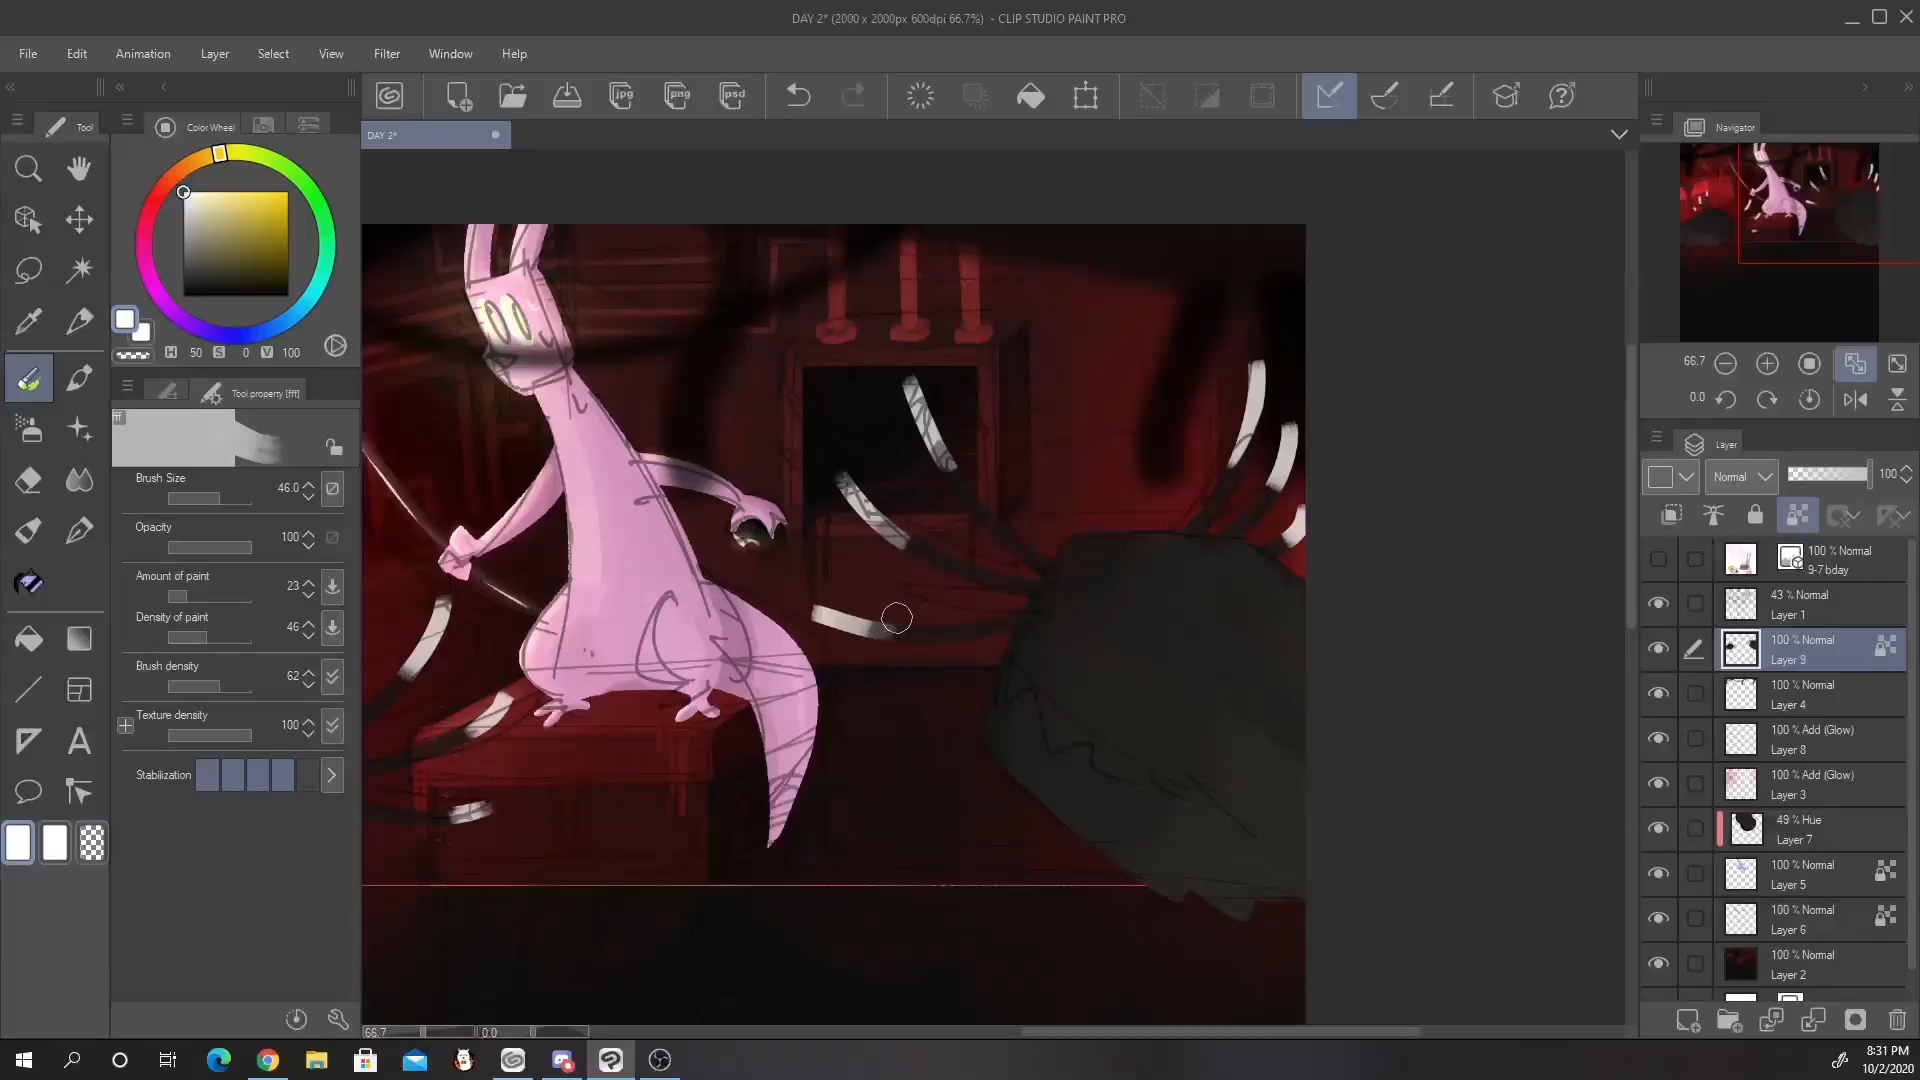 DAY 2* (2000 x 2000px 600dpi 66.7%) - CLIP STUDIO PAINT PRO
File Edit Animation Layer Select View Filter Window Help
jpg png psd
Tool
Color Wheel
Navigator
DAY 2*
H 50 S 0 V 100
66.7
0.0
Tool property [fff]
fff
Brush Size
46.0
Opacity
100
Amount of paint
23
Density of paint
46
Brush density
62
Texture density
100
Stabilization
A
Layer
Normal
100
100 % Normal
9-7 bday
43 % Normal
Layer 1
100 % Normal
Layer 9
100 % Normal
Layer 4
100 % Add (Glow)
Layer 8
100 % Add (Glow)
Layer 3
49 % Hue
Layer 7
100 % Normal
Layer 5
100 % Normal
Layer 6
100 % Normal
Layer 2
66.7
0.0
8:31 PM
10/2/2020